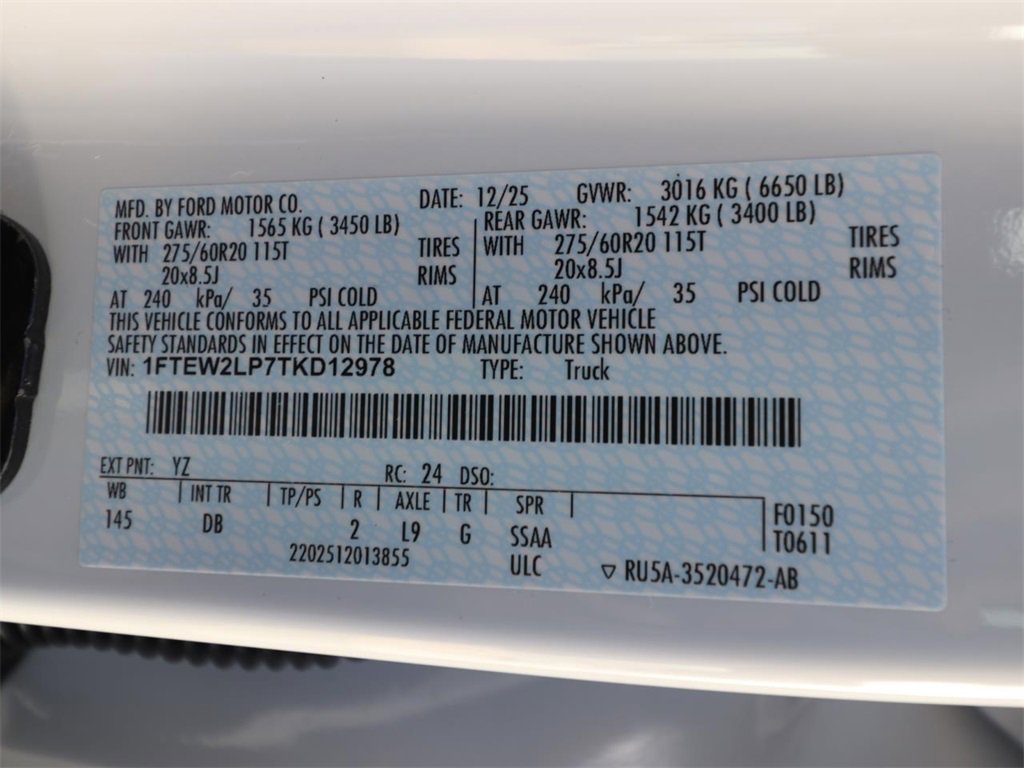 MFD. BY FORD MOTOR CO. DATE: 12/25 GVWR: 3016 KG ( 6650 LB)
FRONT GAWR: 1565 KG ( 3450 LB) REAR GAWR: 1542 KG ( 3400 LB)
WITH 275/60R20 115T TIRES WITH 275/60R20 115T TIRES
20x8.5J RIMS 20x8.5J RIMS
AT 240 kPa/ 35 PSI COLD AT 240 kPa/ 35 PSI COLD
THIS VEHICLE CONFORMS TO ALL APPLICABLE FEDERAL MOTOR VEHICLE
SAFETY STANDARDS IN EFFECT ON THE DATE OF MANUFACTURE SHOWN ABOVE.
VIN: 1FTEW2LP7TKD12978 TYPE: Truck
EXT PNT: YZ RC: 24 DSO:
WB INT TR TP/PS R AXLE TR SPR
145 DB 2 L9 G SSAA F0150
ULC T0611
2202512013855 ▽ RU5A-3520472-AB